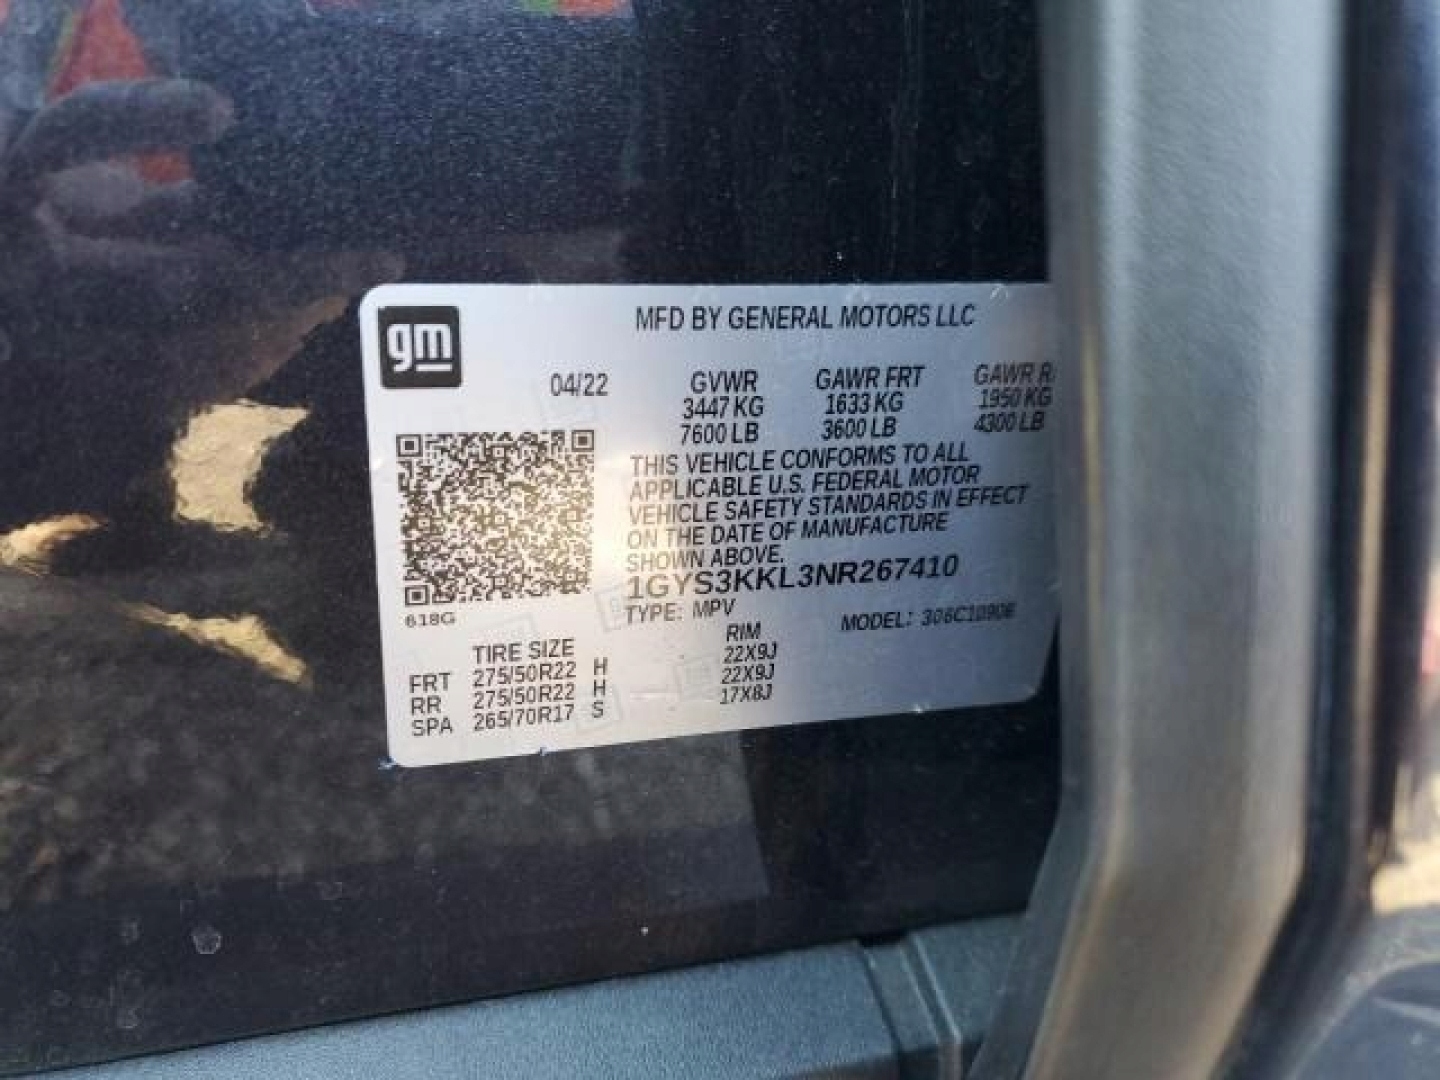 gm
MFD BY GENERAL MOTORS LLC
04/22 GVWR GAWR FRT GAWR
3447 KG 1633 KG 1950 KG
7600 LB 3600 LB 4300 LB
THIS VEHICLE CONFORMS TO ALL
APPLICABLE U.S. FEDERAL MOTOR
VEHICLE SAFETY STANDARDS IN EFFECT
ON THE DATE OF MANUFACTURE
SHOWN ABOVE.
1GYS3KKL3NR267410
618G
TYPE: MPV MODEL: 306C10906
TIRE SIZE RIM
FRT 275/50R22 H 22X9J
RR 275/50R22 H 22X9J
SPA 265/70R17 S 17X8J